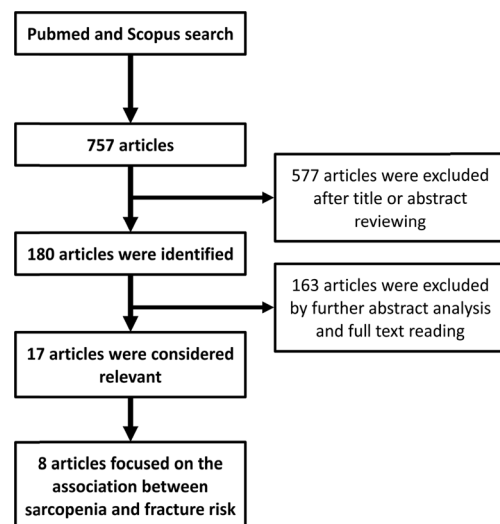 Pubmed and Scopus search
757 articles
577 articles were excluded
after title or abstract
reviewing
180 articles were identified
163 articles were excluded
by further abstract analysis
and full text reading
17 articles were considered
relevant
8 articles focused on the
association between
sarcopenia and fracture risk